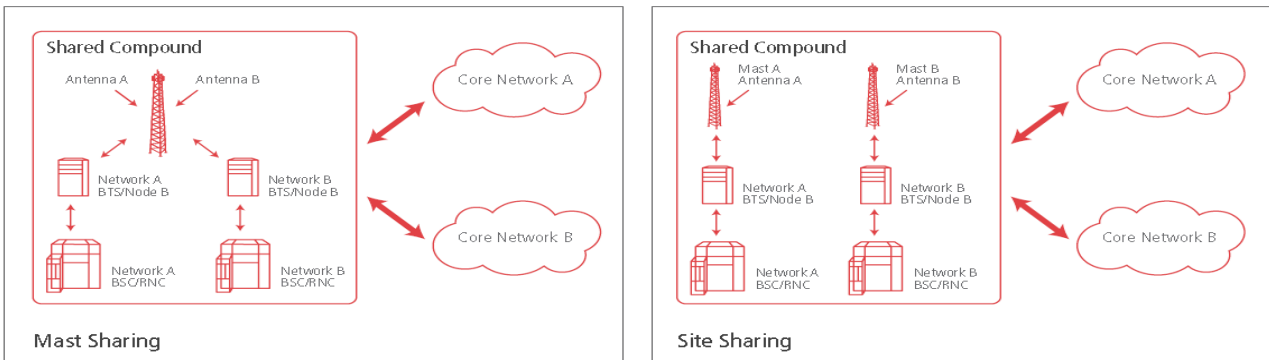 Shared Compound
Antenna A
Antenna B
Network A
BTS/Node B
Network B
BTS/Node B
Network A
BSC/RNC
Network B
BSC/RNC
Core Network A
Core Network B
Mast Sharing
Shared Compound
Mast A
Antenna A
Mast B
Antenna B
Network A
BTS/Node B
Network B
BTS/Node B
Network A
BSC/RNC
Network B
BSC/RNC
Core Network A
Core Network B
Site Sharing